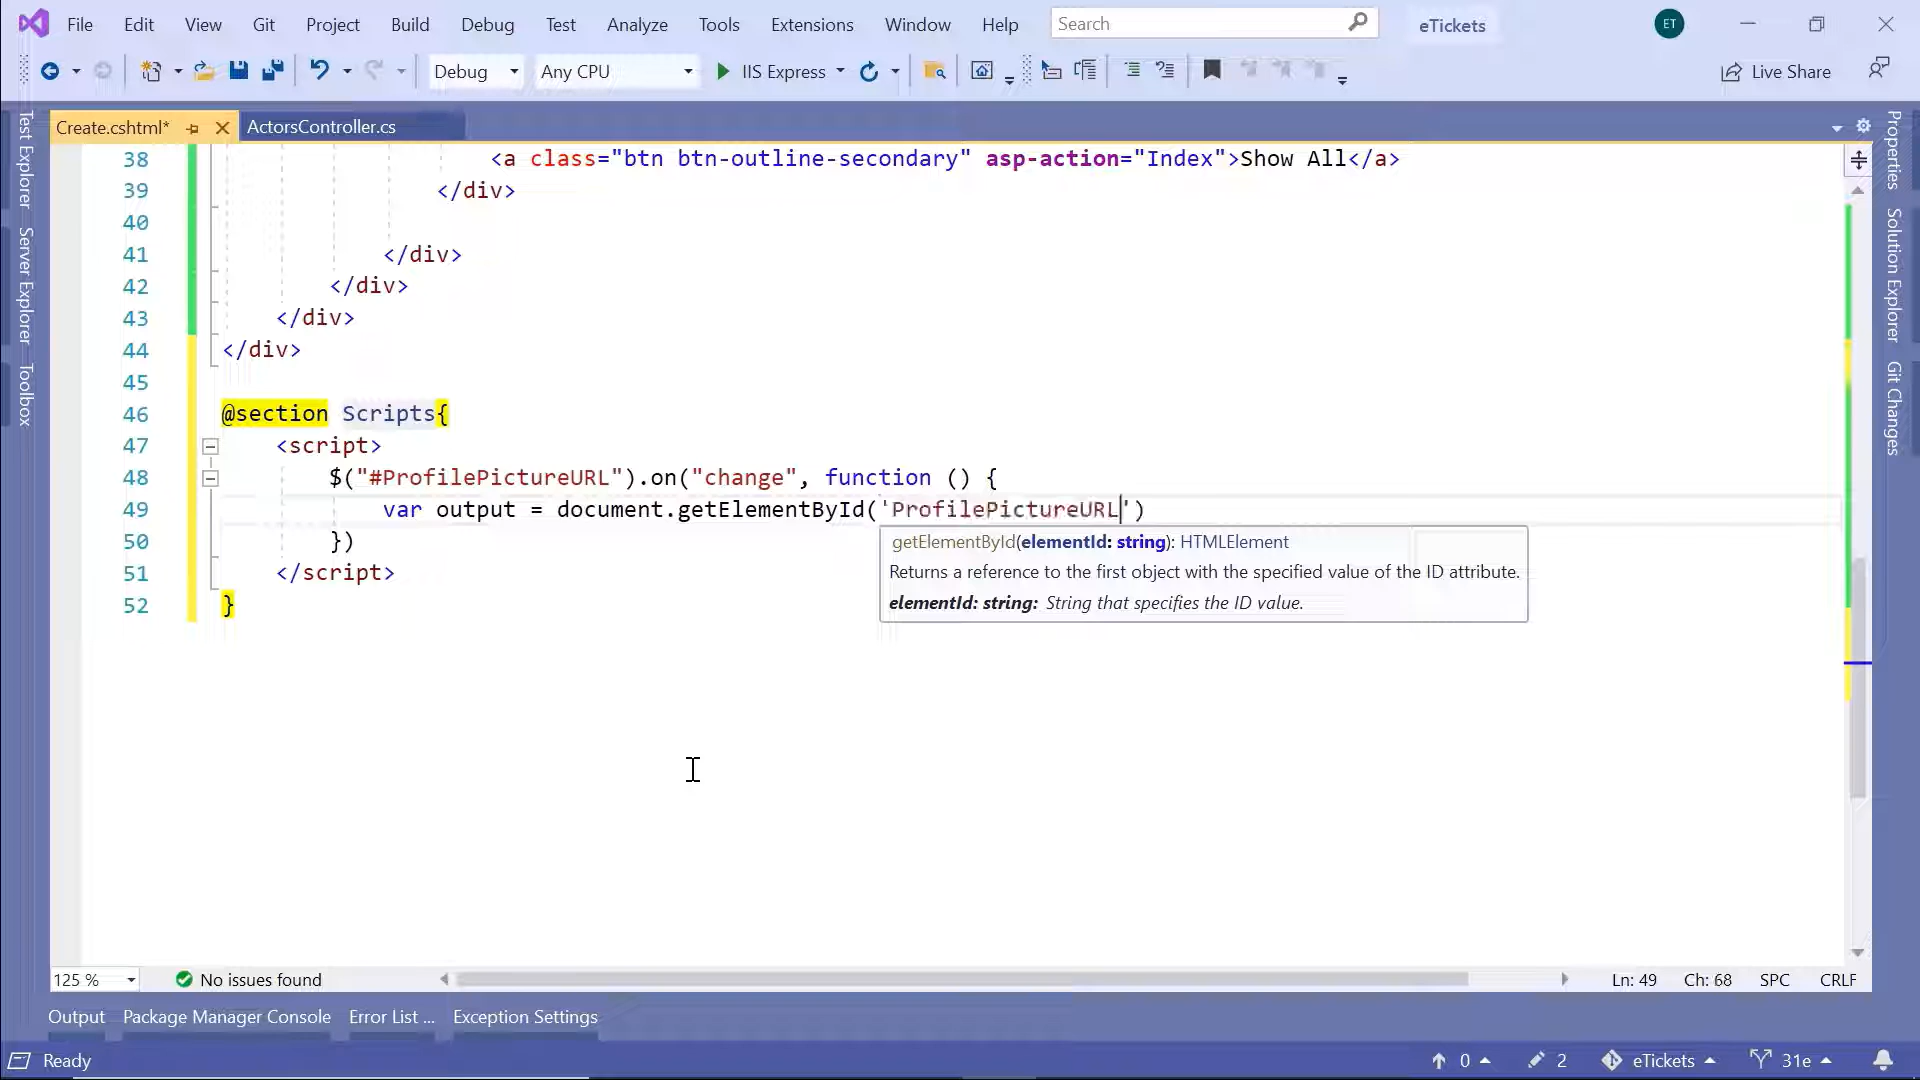 File Edit View Git Project Build Debug Test Analyze Tools Extensions Window Help Search eTickets ET
Debug Any CPU IIS Express Live Share
Create.cshtml* ActorsController.cs
Test Explorer
Server Explorer
Toolbox
Properties
Solution Explorer
Git Changes
38 <a class="btn btn-outline-secondary" asp-action="Index">Show All</a>
39 </div>
40
41 </div>
42 </div>
43 </div>
44 </div>
45
46 @section Scripts{
47 <script>
48 $("#ProfilePictureURL").on("change", function () {
49 var output = document.getElementById('ProfilePictureURL')
50 })
51 </script>
52 }
getElementById(elementId: string): HTMLElement
Returns a reference to the first object with the specified value of the ID attribute.
elementId: string: String that specifies the ID value.
125 % No issues found Ln: 49 Ch: 68 SPC CRLF
Output Package Manager Console Error List ... Exception Settings
Ready 0 2 eTickets 31e